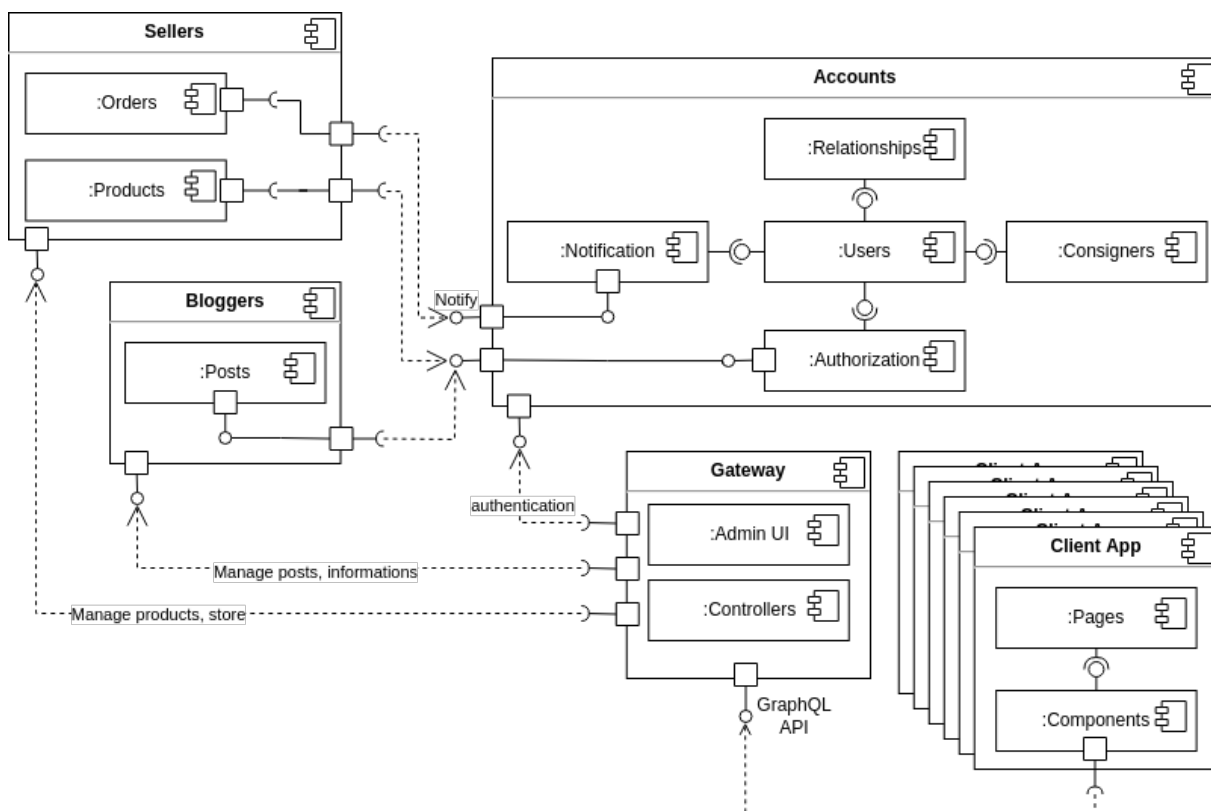 Sellers
:Orders
:Products
Accounts
:Relationships
:Notification
:Users
:Consigners
:Authorization
Notify
Bloggers
:Posts
authentication
Manage posts, informations
Manage products, store
Gateway
:Admin UI
:Controllers
GraphQL
API
Client App
:Pages
:Components